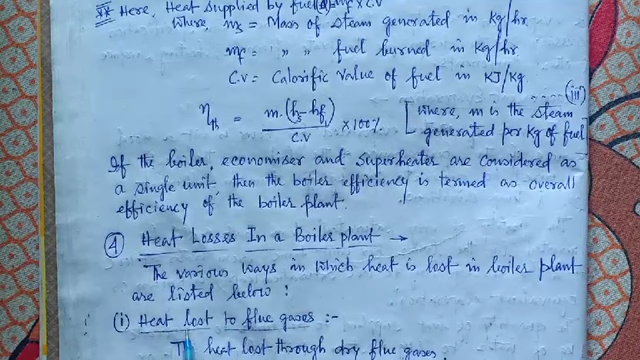 ** Here, Heat supplied by fuel = mf × C.V
where, ms = Mass of steam generated in Kg/hr
mf = " " fuel burned in Kg/hr
C.V = Calorific Value of fuel in KJ/Kg
(iii)
ηth = m.(hs - hf1) / C.V × 100% [where, m is the steam
generated per Kg of fuel
If the boiler, economiser and superheater are considered as
a single unit then the boiler efficiency is termed as overall
efficiency of the boiler plant.
④ Heat Losses In a Boiler plant →
The various ways in which heat is lost in boiler plant
are listed below:
(i) Heat lost to flue gases :-
The heat lost through dry flue gases.